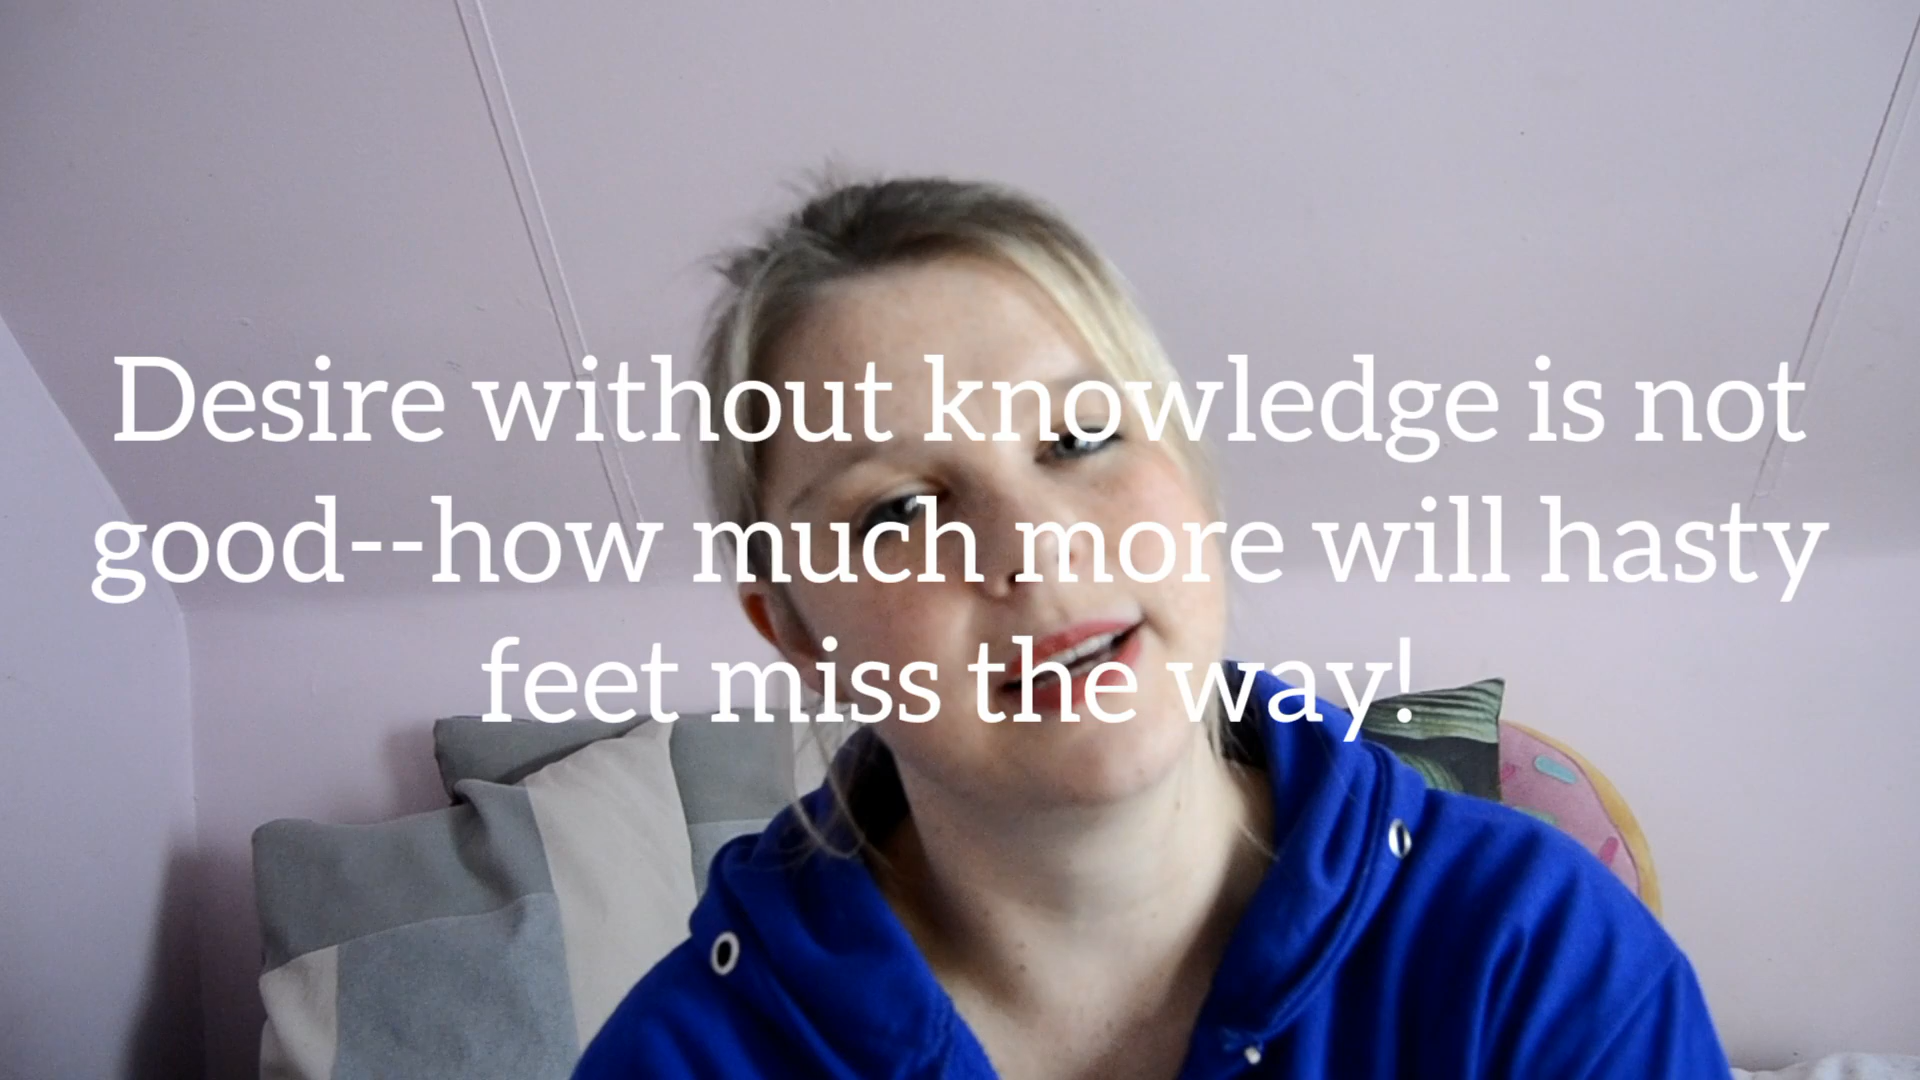 Desire without knowledge is not
good--how much more will hasty
feet miss the way!